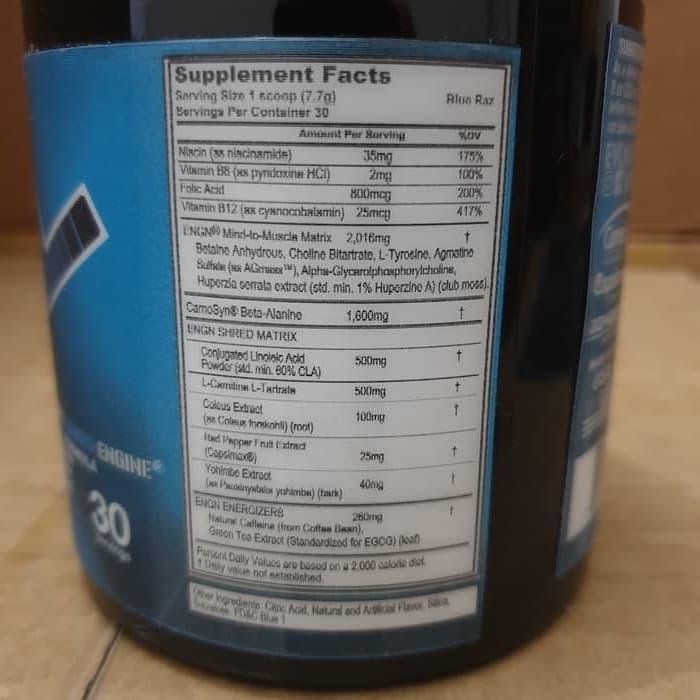 Supplement Facts
Serving Size 1 scoop (7.7g) Blue Raz
Servings Per Container 30
Amount Per Serving %DV
Niacin (as niacinamide) 35mg 175%
Vitamin B6 (as pyridoxine HCl) 2mg 100%
Folic Acid 800mcg 200%
Vitamin B12 (as cyanocobalamin) 25mcg 417%
ENGN® Mind-to-Muscle Matrix 2,016mg †
Betaine Anhydrous, Choline Bitartrate, L-Tyrosine, Agmatine
Sulfate (as AGmass™), Alpha-Glycerolphosphorylcholine,
Huperzia serrata extract (std. min. 1% Huperzine A) (club moss).
CarnoSyn® Beta-Alanine 1,600mg †
ENGN SHRED MATRIX
Conjugated Linoleic Acid
Powder (std. min. 60% CLA) 500mg †
L-Carnitine L-Tartrate 500mg †
Coleus Extract
(as Coleus forskohlii) (root) 100mg †
Red Pepper Fruit Extract
(Capsimax®) 25mg †
Yohimbe Extract
(as Pausinystalia yohimbe) (bark) 40mg †
ENGN ENERGIZERS 260mg †
Natural Caffeine (from Coffee Bean),
Green Tea Extract (Standardized for EGCG) (leaf)
Percent Daily Values are based on a 2,000 calorie diet.
† Daily value not established.
Other Ingredients: Citric Acid, Natural and Artificial Flavor, Silica,
Sucralose, FD&C Blue 1
ENGINE®
30